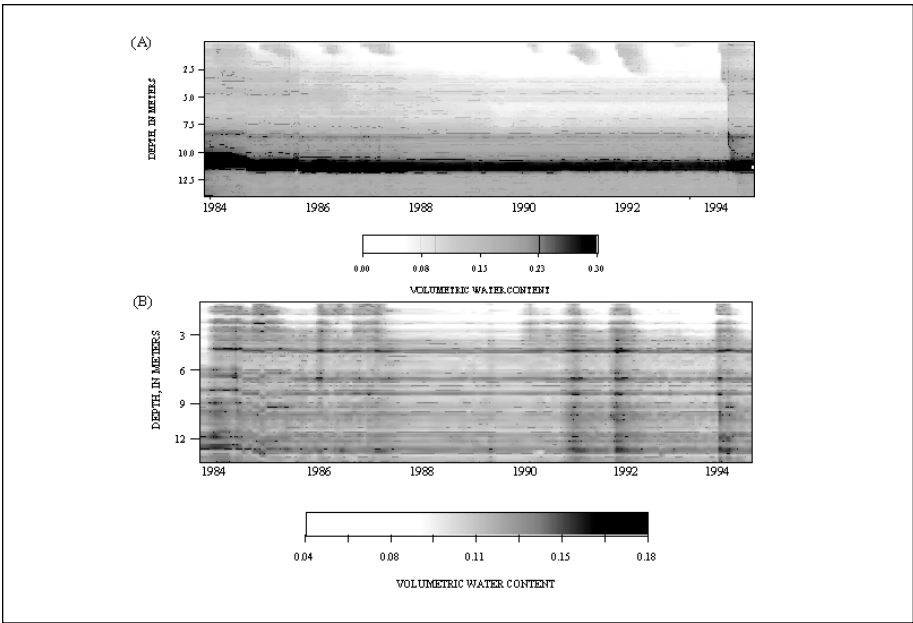 (A)
DEPTH, IN METERS
2.5
5.0
7.5
10.0
12.5
1984 1986 1988 1990 1992 1994
0.00 0.08 0.15 0.23 0.30
VOLUMETRIC WATER CONTENT
(B)
DEPTH, IN METERS
3
6
9
12
1984 1986 1988 1990 1992 1994
0.04 0.08 0.11 0.15 0.18
VOLUMETRIC WATER CONTENT